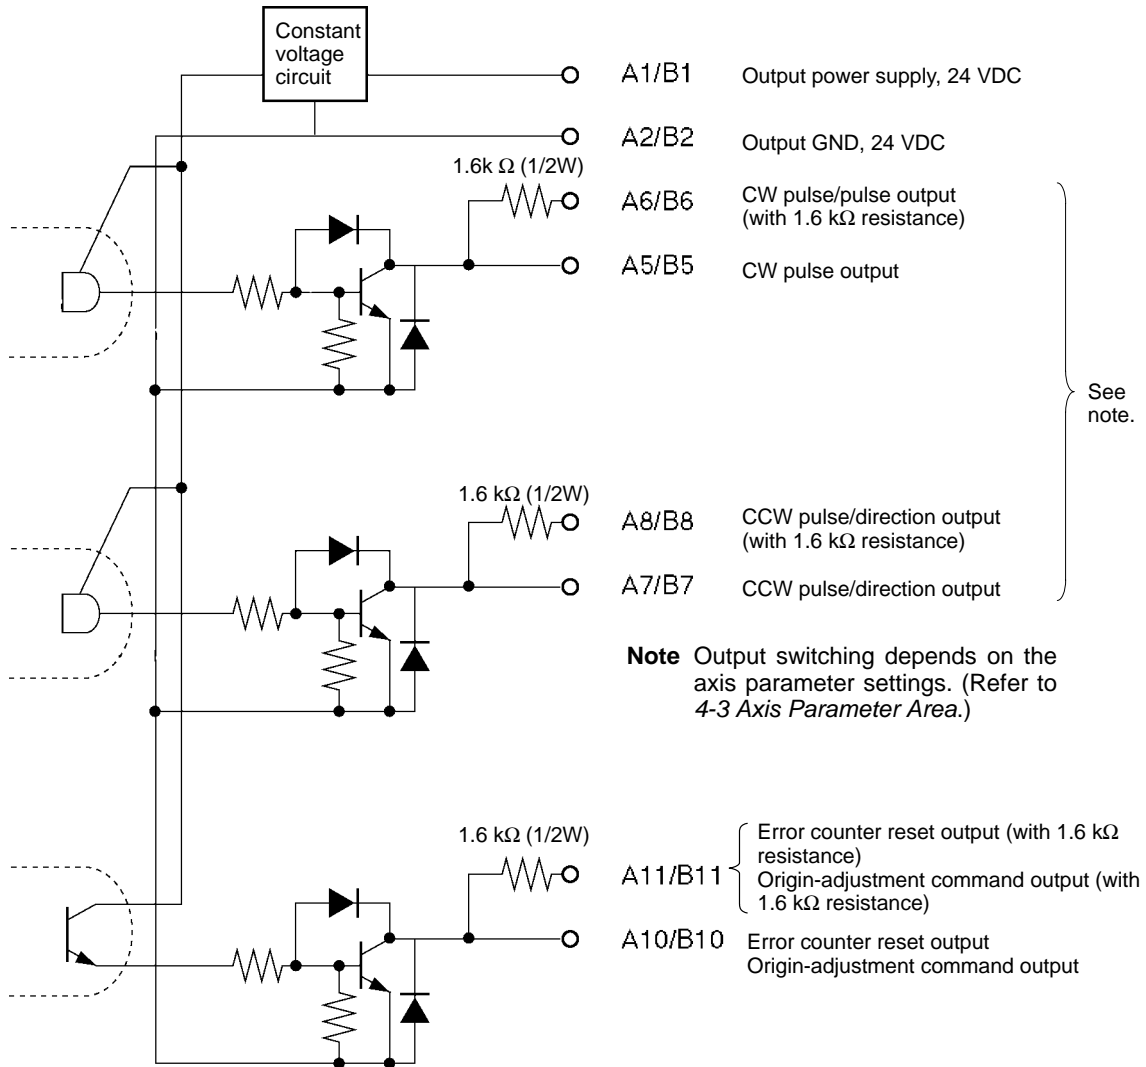 Constant
voltage
circuit
A1/B1 Output power supply, 24 VDC
A2/B2 Output GND, 24 VDC
1.6k Ω (1/2W)
A6/B6 CW pulse/pulse output
(with 1.6 kΩ resistance)
A5/B5 CW pulse output
See
note.
1.6 kΩ (1/2W)
A8/B8 CCW pulse/direction output
(with 1.6 kΩ resistance)
A7/B7 CCW pulse/direction output
Note Output switching depends on the
axis parameter settings. (Refer to
4-3 Axis Parameter Area.)
1.6 kΩ (1/2W)
A11/B11 Error counter reset output (with 1.6 kΩ
resistance)
Origin-adjustment command output (with
1.6 kΩ resistance)
A10/B10 Error counter reset output
Origin-adjustment command output